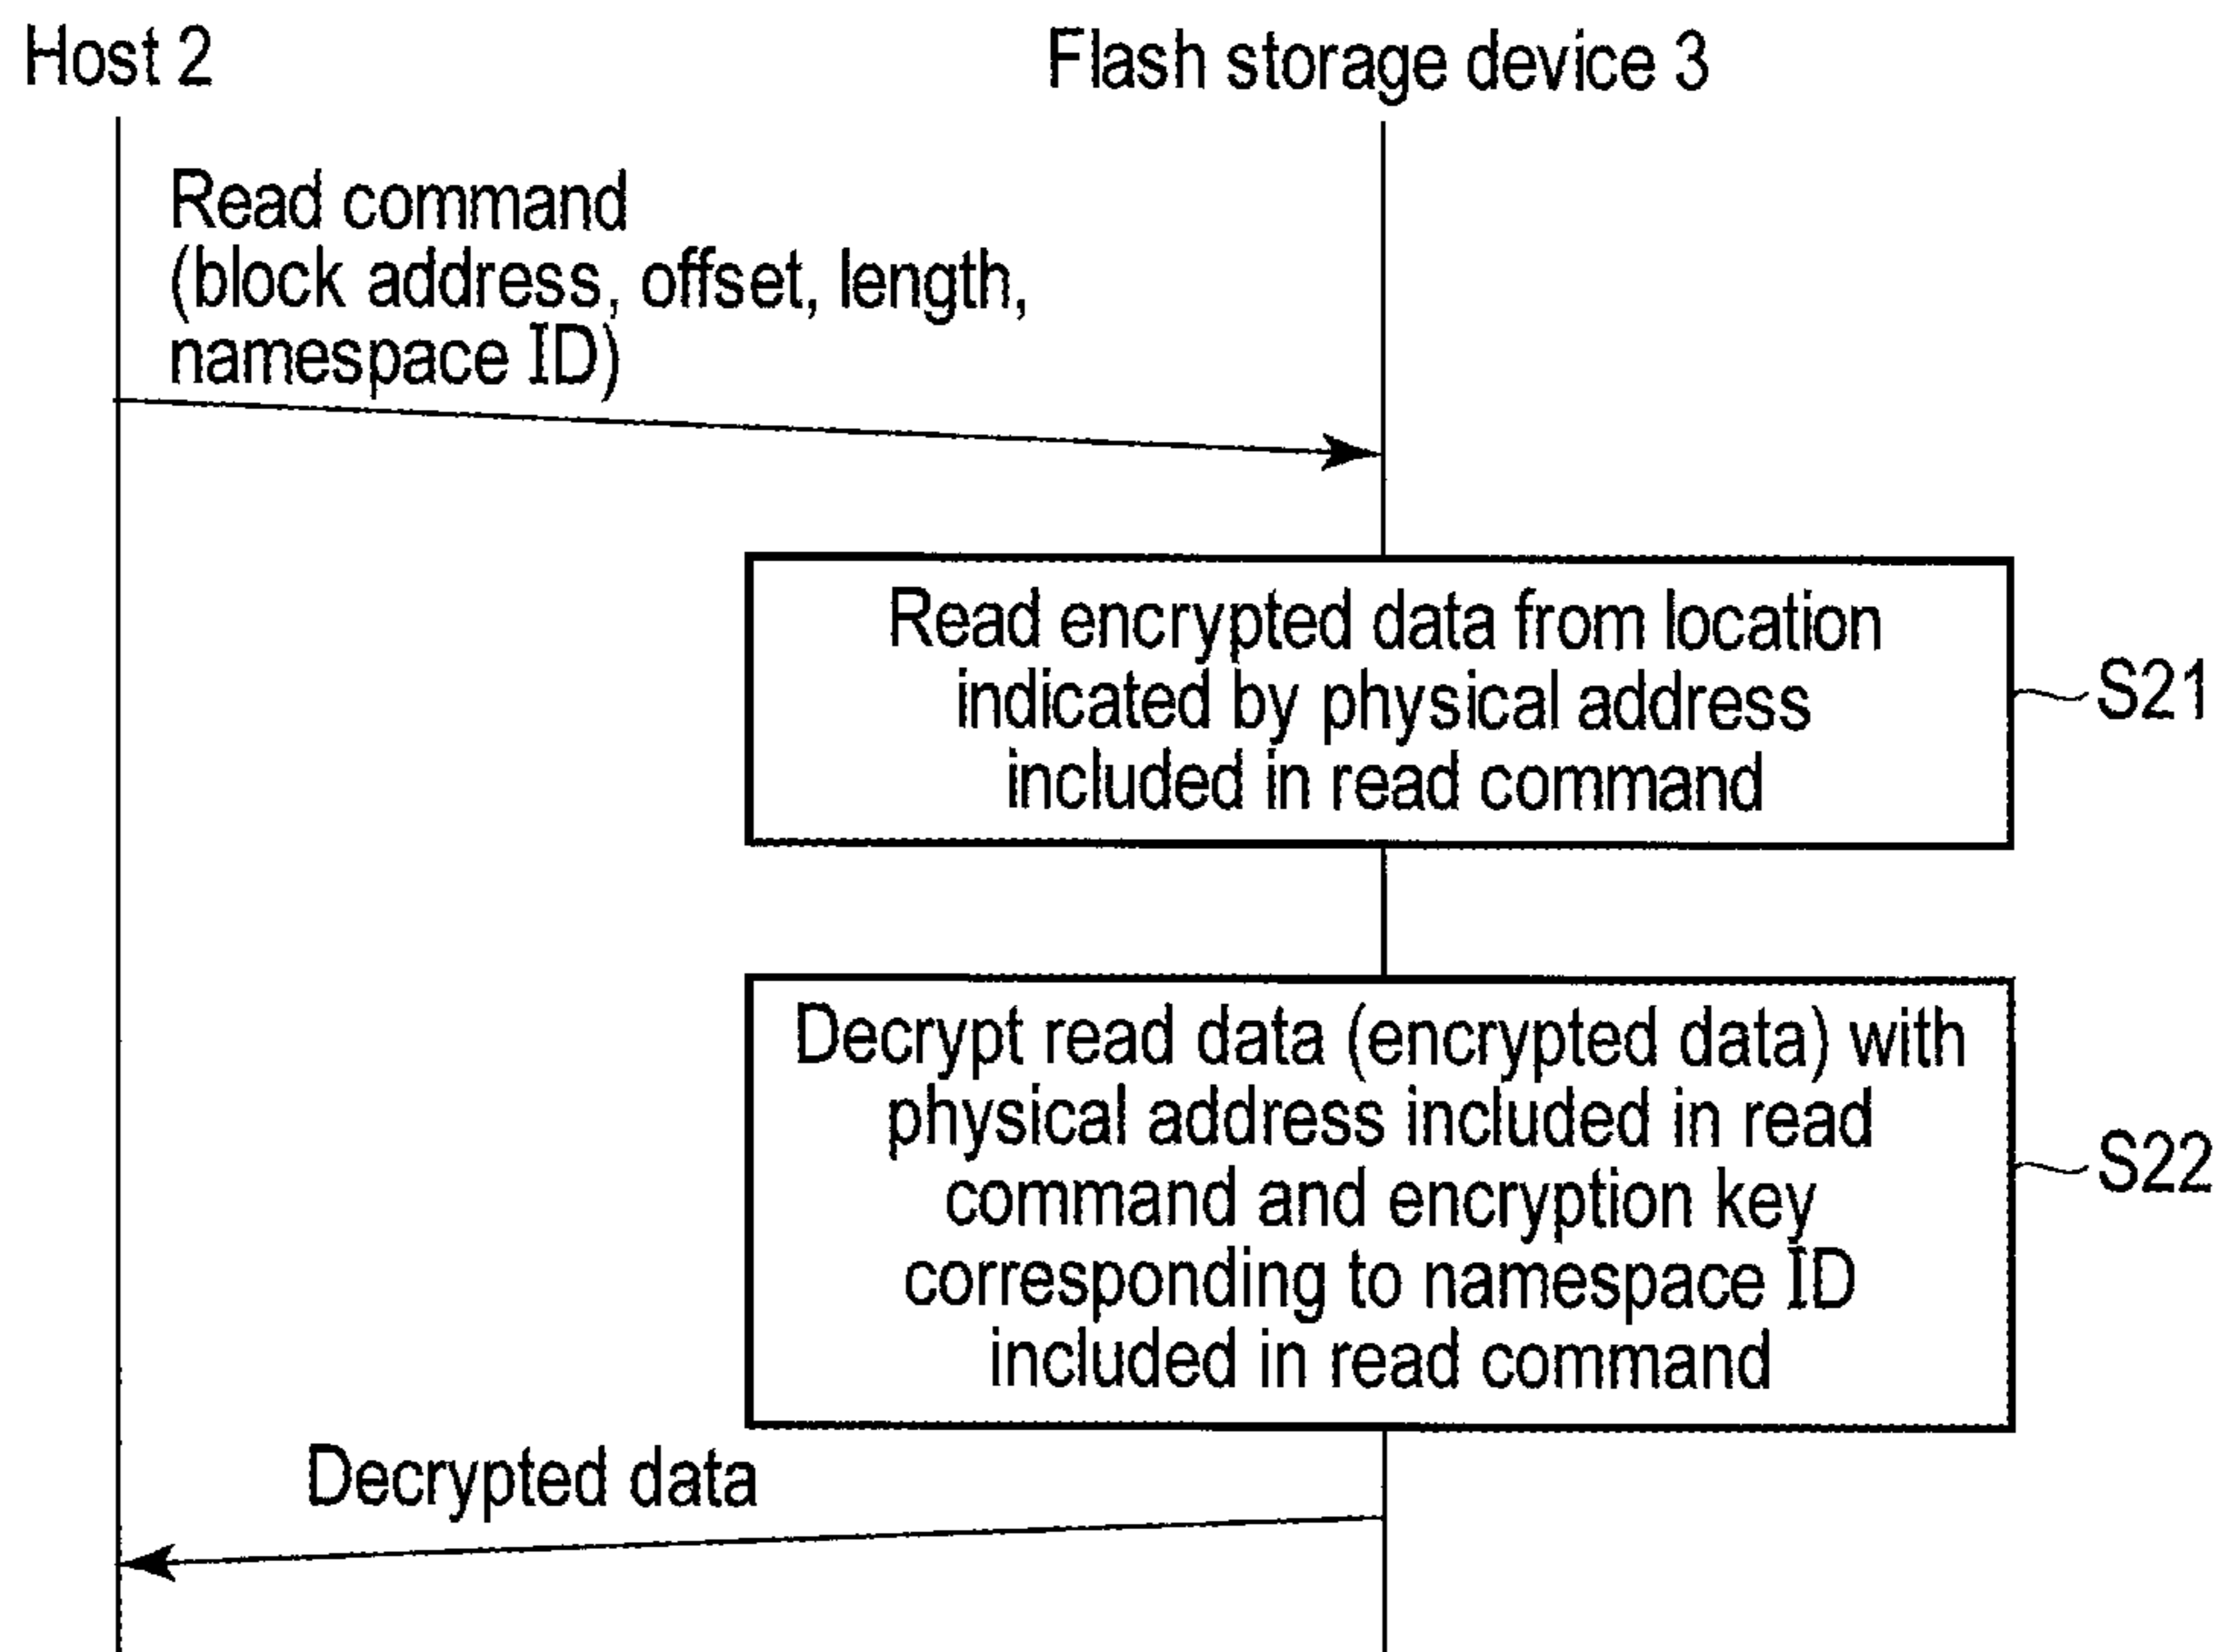 Host 2
Flash storage device 3
Read command
(block address, offset, length,
namespace ID)
Read encrypted data from location
indicated by physical address
included in read command
S21
Decrypt read data (encrypted data) with
physical address included in read
command and encryption key
corresponding to namespace ID
included in read command
S22
Decrypted data